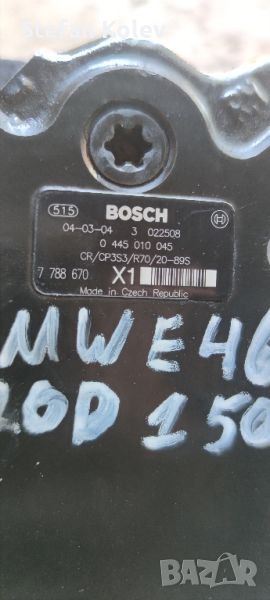 Stefan Kolev
515 BOSCH
04-03-04 3 022508
0 445 010 045
CR/CP3S3/R70/20-89S
7 788 670 X1
Made in Czech Republic
MWE46
20D 150
bazar.bg